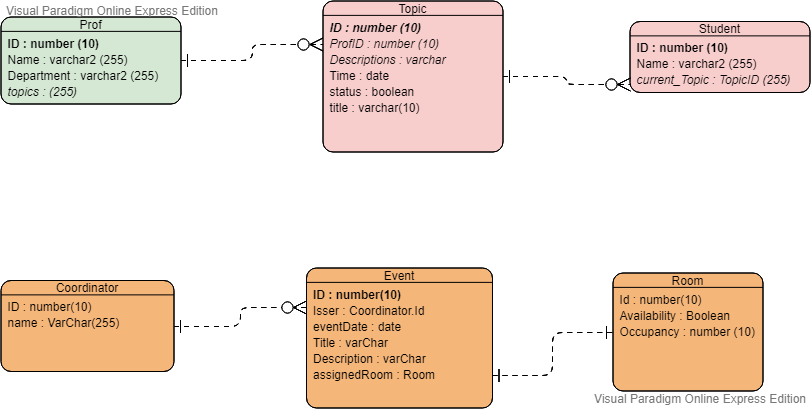 Visual Paradigm Online Express Edition
Prof
ID : number (10)
Name : varchar2 (255)
Department : varchar2 (255)
topics : (255)
Topic
ID : number (10)
ProfID : number (10)
Descriptions : varchar
Time : date
status : boolean
title : varchar(10)
Student
ID : number (10)
Name : varchar2 (255)
current_Topic : TopicID (255)
Coordinator
ID : number(10)
name : VarChar(255)
Event
ID : number(10)
Isser : Coordinator.Id
eventDate : date
Title : varChar
Description : varChar
assignedRoom : Room
Room
Id : number(10)
Availability : Boolean
Occupancy : number (10)
Visual Paradigm Online Express Edition